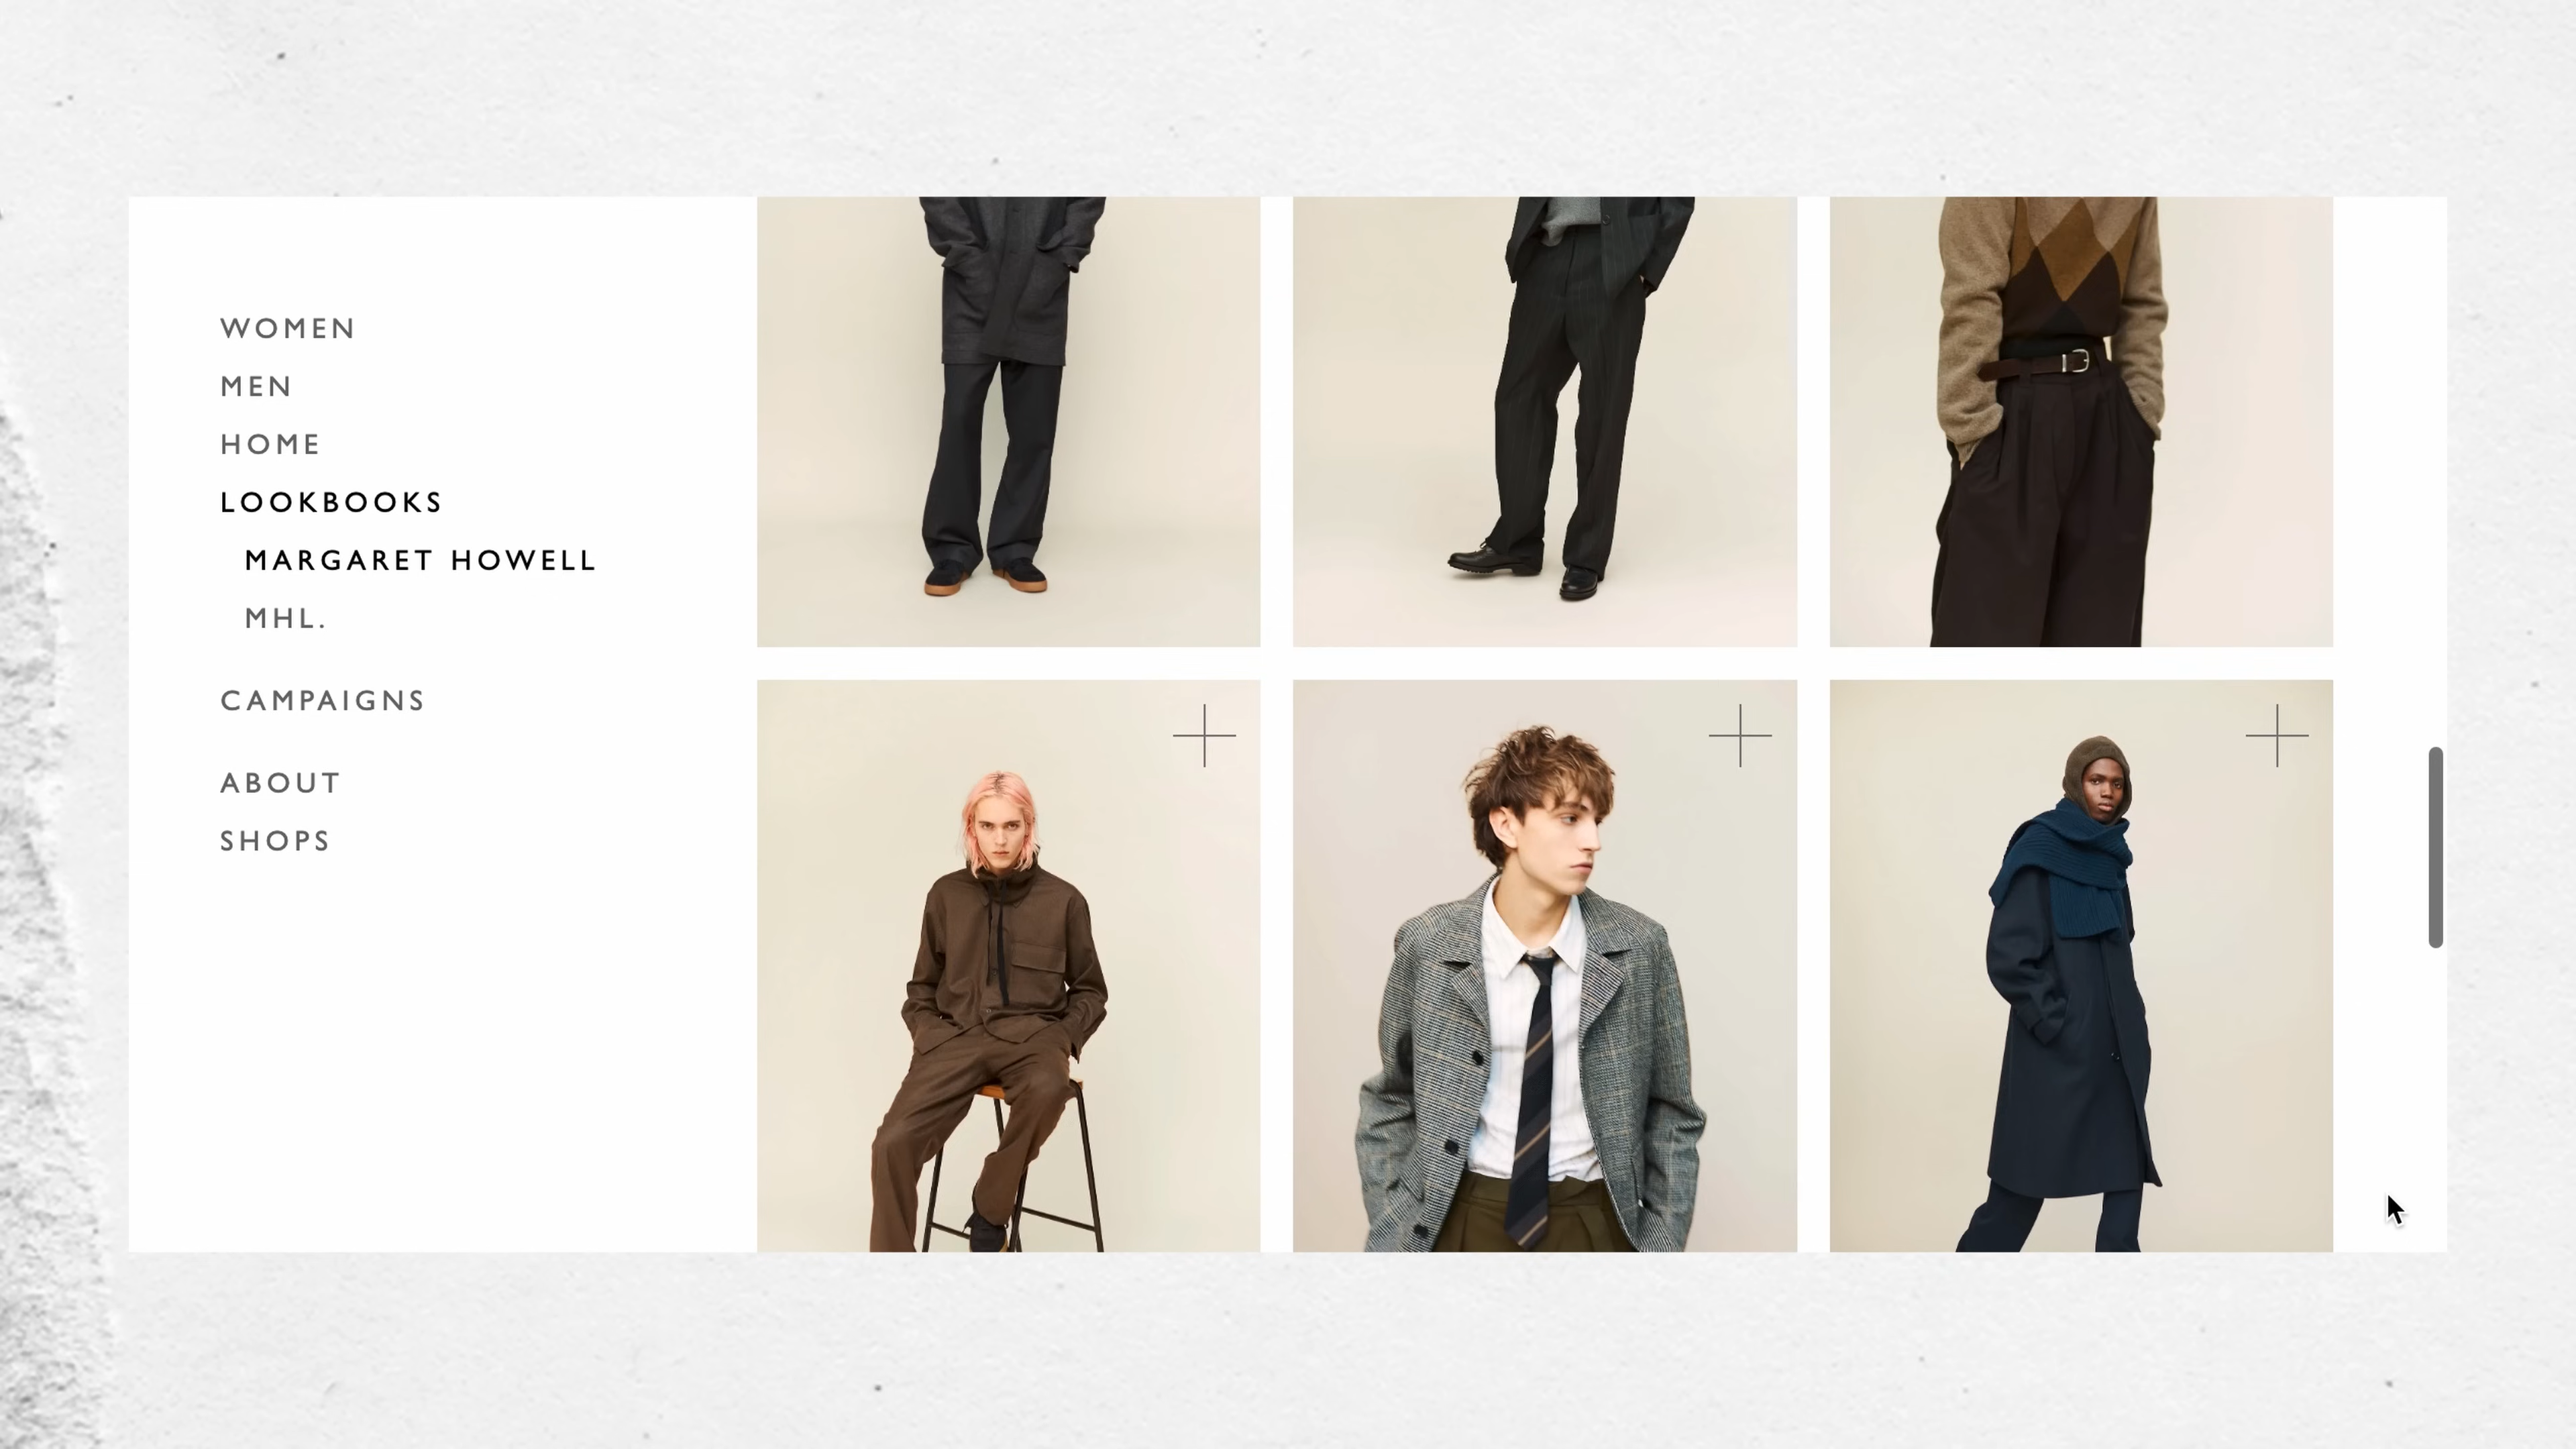 WOMEN
MEN
HOME
LOOKBOOKS
MARGARET HOWELL
MHL.
CAMPAIGNS
ABOUT
SHOPS